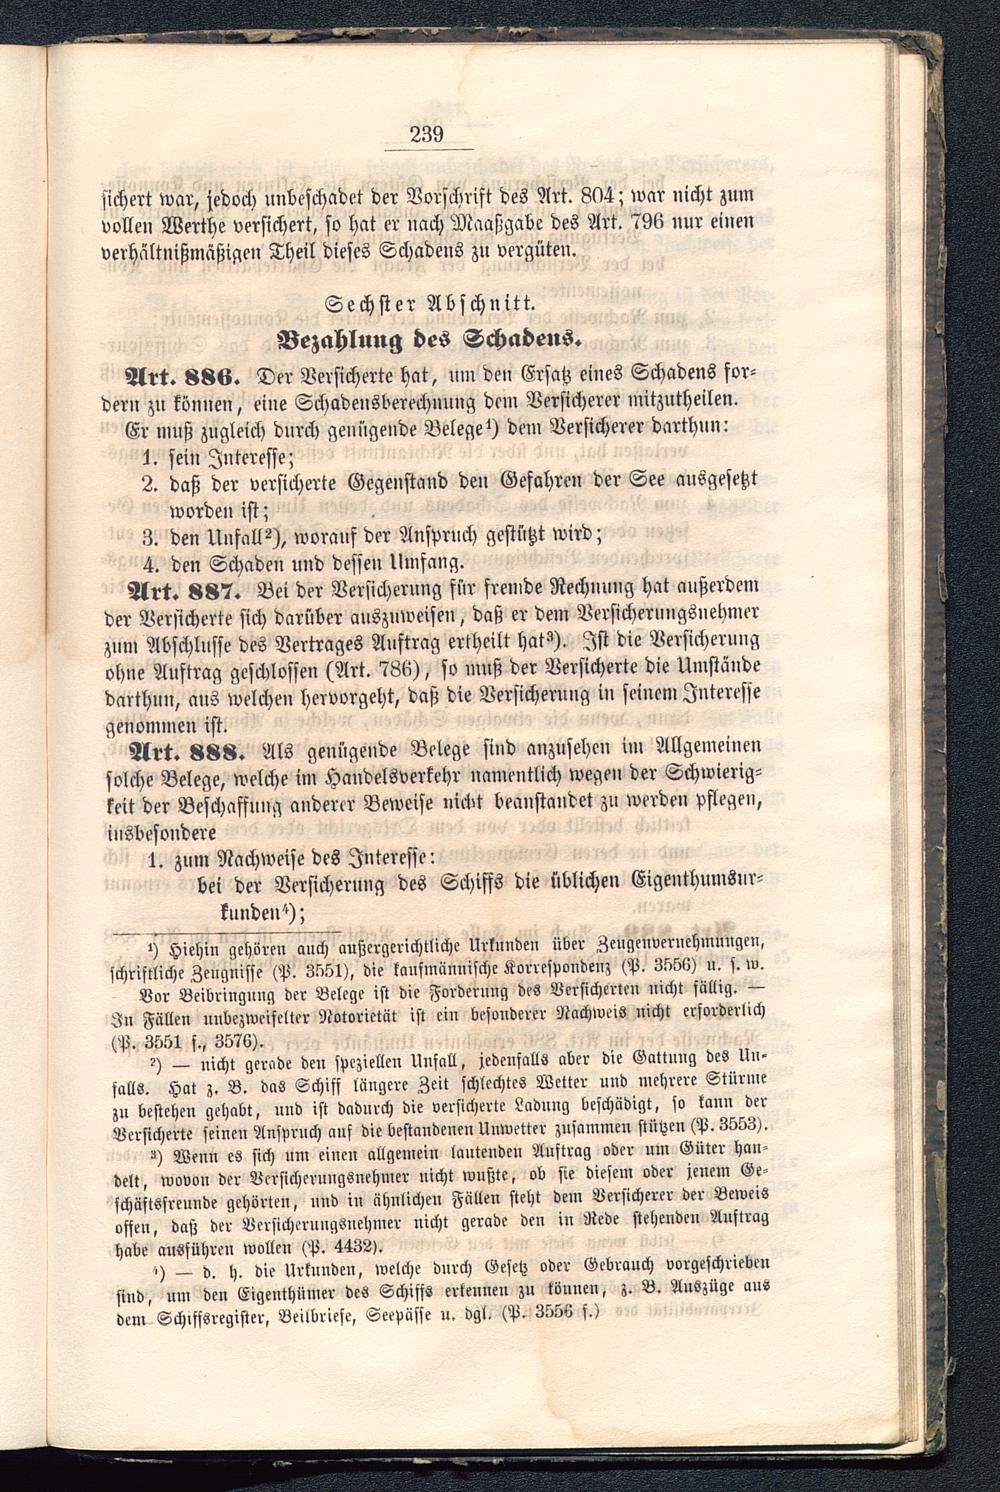 239
sichert war, jedoch unbeschadet der Vorschrift des Art. 804; war nicht zum
vollen Werthe versichert, so hat er nach Maaßgabe des Art. 796 nur einen
verhältnißmäßigen Theil dieses Schadens zu vergüten.
Sechster Abschnitt.
Bezahlung des Schadens.
Art. 886. Der Versicherte hat, um den Ersatz eines Schadens for-
dern zu können, eine Schadensberechnung dem Versicherer mitzutheilen.
Er muß zugleich durch genügende Belege¹) dem Versicherer darthun:
1. sein Interesse;
2. daß der versicherte Gegenstand den Gefahren der See ausgesetzt
worden ist;
3. den Unfall²), worauf der Anspruch gestützt wird;
4. den Schaden und dessen Umfang.
Art. 887. Bei der Versicherung für fremde Rechnung hat außerdem
der Versicherte sich darüber auszuweisen, daß er dem Versicherungsnehmer
zum Abschlusse des Vertrages Auftrag ertheilt hat³). Ist die Versicherung
ohne Auftrag geschlossen (Art. 786), so muß der Versicherte die Umstände
darthun, aus welchen hervorgeht, daß die Versicherung in seinem Interesse
genommen ist.
Art. 888. Als genügende Belege sind anzusehen im Allgemeinen
solche Belege, welche im Handelsverkehr namentlich wegen der Schwierig-
keit der Beschaffung anderer Beweise nicht beanstandet zu werden pflegen,
insbesondere
1. zum Nachweise des Interesse:
bei der Versicherung des Schiffs die üblichen Eigenthumsur-
kunden⁴);
¹) Hiehin gehören auch außergerichtliche Urkunden über Zeugenvernehmungen,
schriftliche Zeugnisse (P. 3551), die kaufmännische Korrespondenz (P. 3556) u. s. w.
Vor Beibringung der Belege ist die Forderung des Versicherten nicht fällig. —
In Fällen unbezweifelter Notorietät ist ein besonderer Nachweis nicht erforderlich
(P. 3551 f., 3576).
²) — nicht gerade den speziellen Unfall, jedenfalls aber die Gattung des Un-
falls. Hat z. B. das Schiff längere Zeit schlechtes Wetter und mehrere Stürme
zu bestehen gehabt, und ist dadurch die versicherte Ladung beschädigt, so kann der
Versicherte seinen Anspruch auf die bestandenen Unwetter zusammen stützen (P. 3553).
³) Wenn es sich um einen allgemein lautenden Auftrag oder um Güter han-
delt, wovon der Versicherungsnehmer nicht wußte, ob sie diesem oder jenem Ge-
schäftsfreunde gehörten, und in ähnlichen Fällen steht dem Versicherer der Beweis
offen, daß der Versicherungsnehmer nicht gerade den in Rede stehenden Auftrag
habe ausführen wollen (P. 4432).
⁴) — d. h. die Urkunden, welche durch Gesetz oder Gebrauch vorgeschrieben
sind, um den Eigenthümer des Schiffs erkennen zu können, z. B. Auszüge aus
dem Schiffsregister, Beilbriefe, Seepässe u. dgl. (P. 3556 f.)